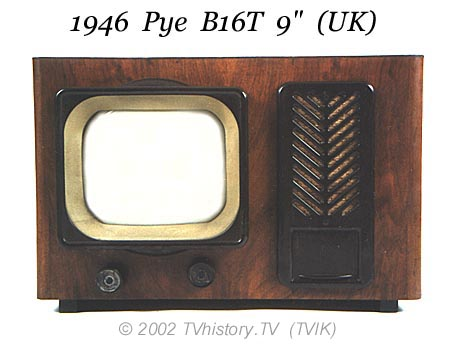 1946 Pye B16T 9" (UK)
© 2002 TVhistory.TV (TVIK)